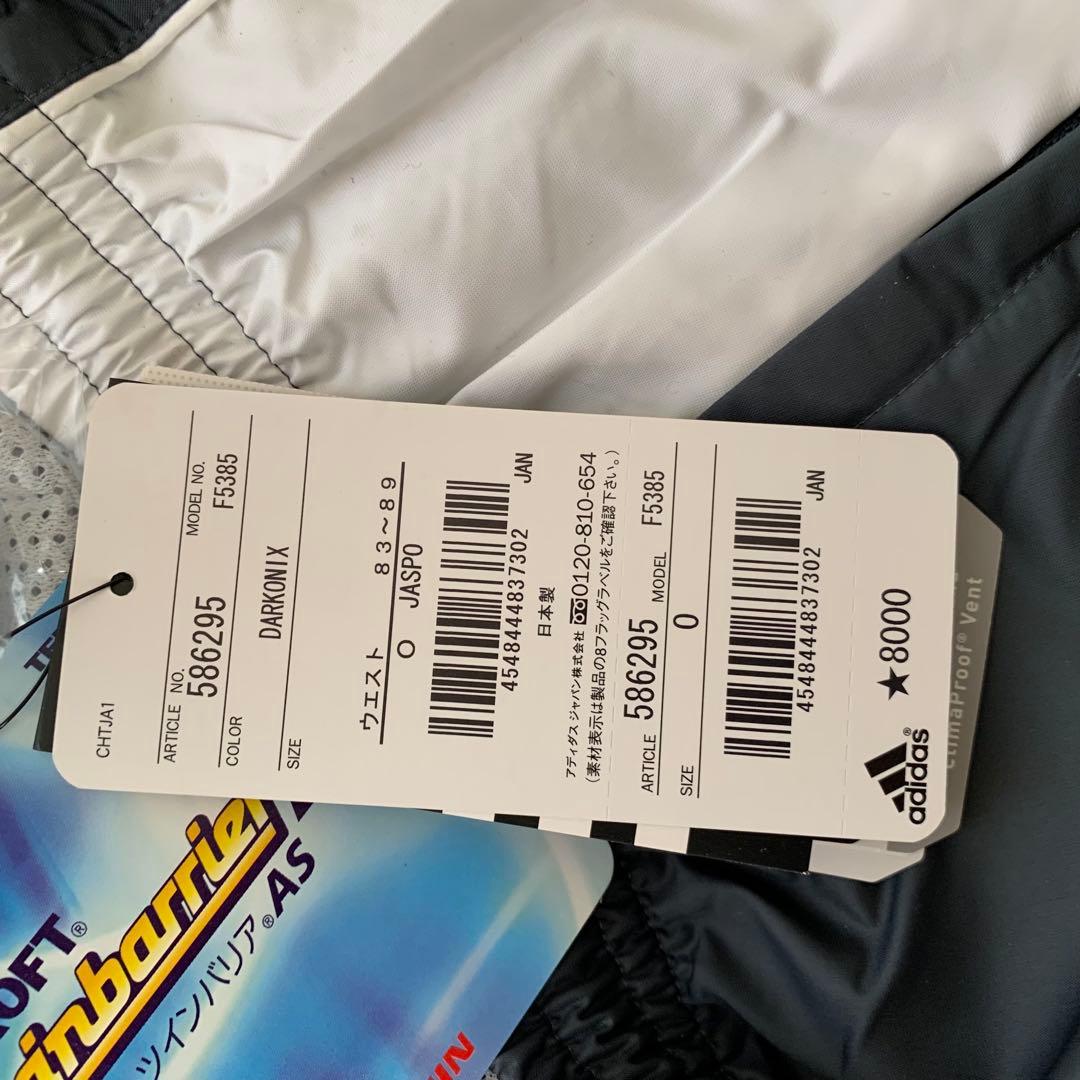 CHTJA1
ARTICLE NO. MODEL NO.
586295 F5385
COLOR
DARKONIX
SIZE
ウエスト 83～89
O JASPO
4548444837302 JAN
日本製
アディダス ジャパン株式会社 0120-810-654
(素材表示は製品の8フラッグラベルをご確認下さい。)
ARTICLE 586295 MODEL F5385
SIZE O
4548444837302 JAN
★8000
adidas®
ClimaProof® Vent
ツインバリア®AS